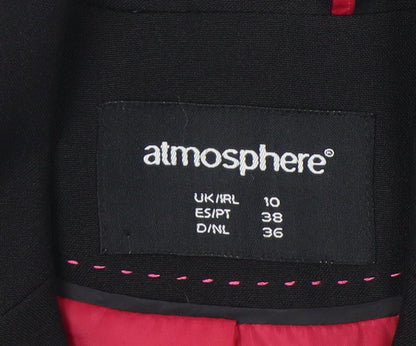 atmosphere®
UK/IRL 10
ES/PT 38
D/NL 36